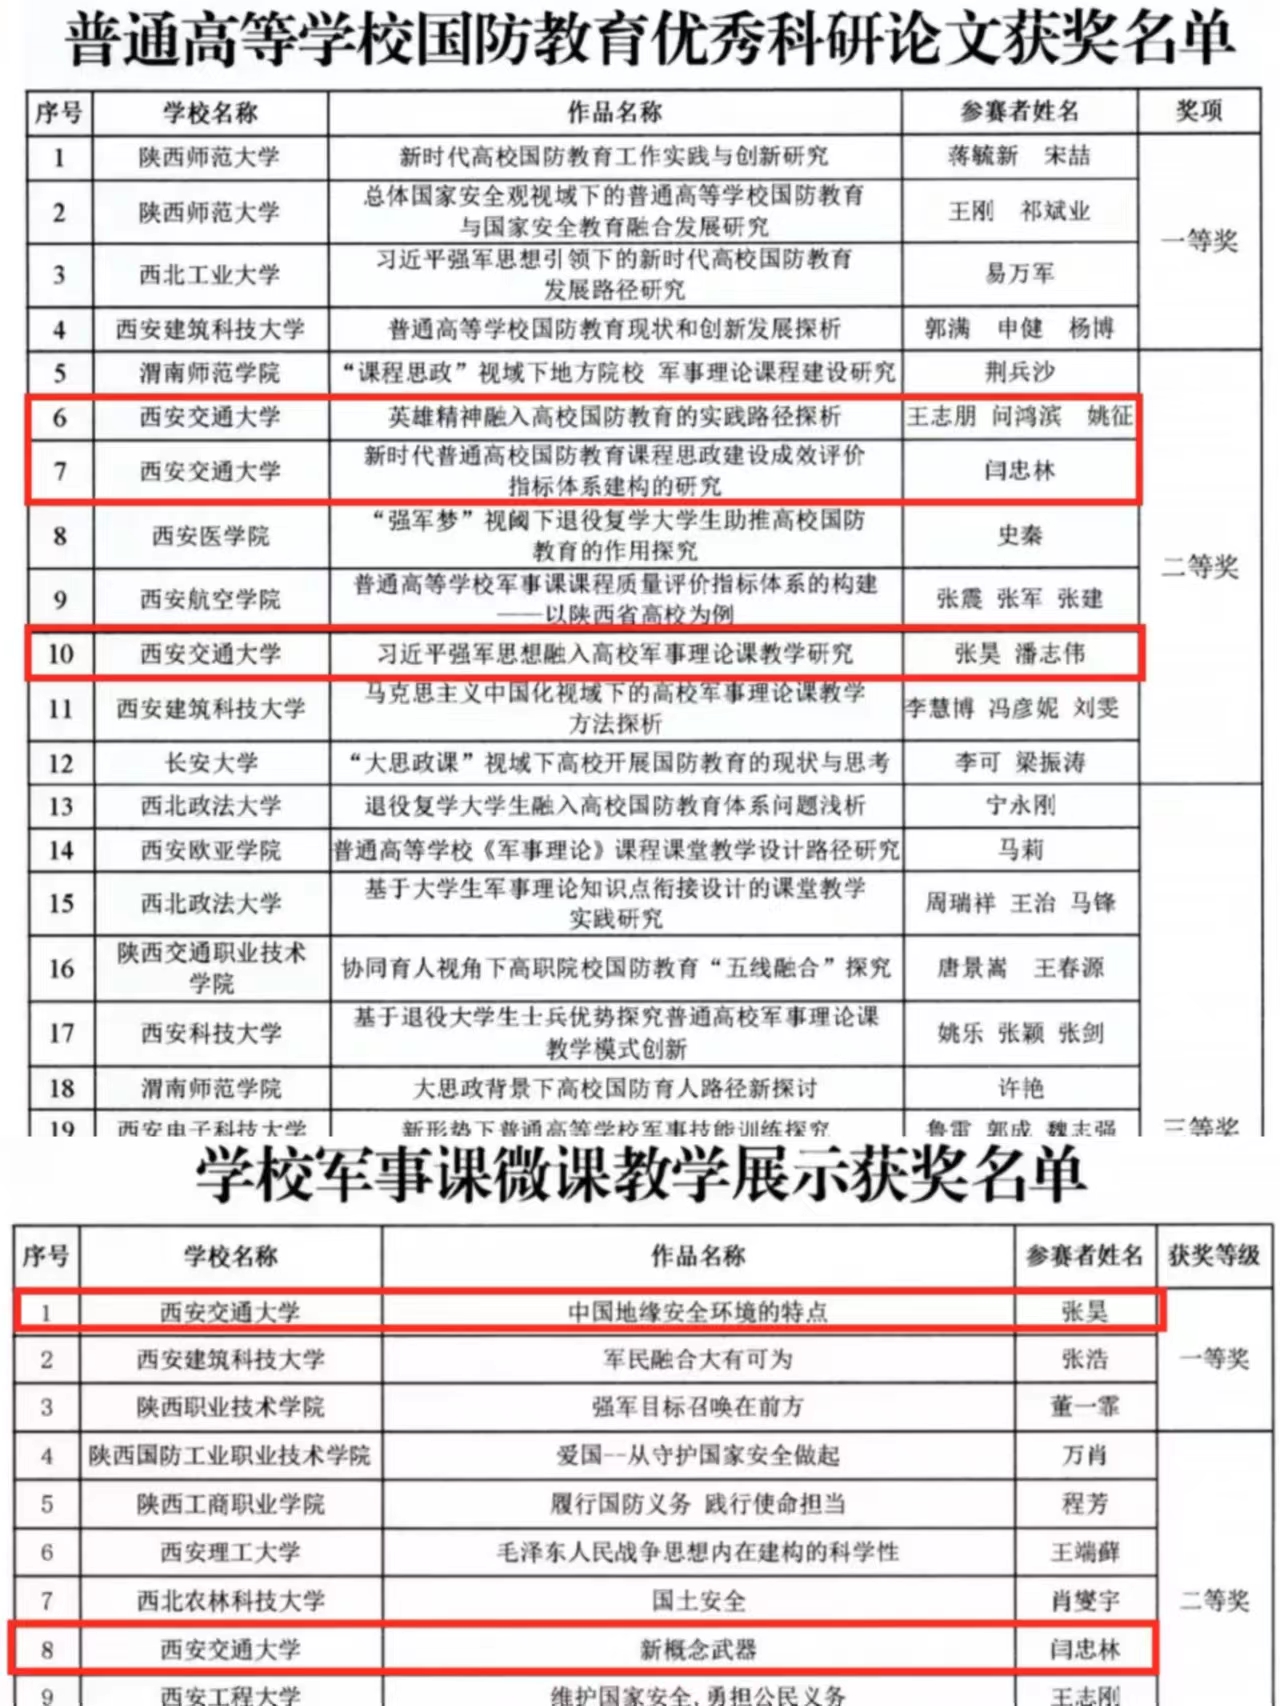 普通高等学校国防教育优秀科研论文获奖名单
序号 学校名称 作品名称 参赛者姓名 奖项
1 陕西师范大学 新时代高校国防教育工作实践与创新研究 蒋毓新 宋喆
2 陕西师范大学 总体国家安全观视域下的普通高等学校国防教育
与国家安全教育融合发展研究 王刚 祁斌业
一等奖
3 西北工业大学 习近平强军思想引领下的新时代高校国防教育
发展路径研究 易万军
4 西安建筑科技大学 普通高等学校国防教育现状和创新发展探析 郭满 申健 杨博
5 渭南师范学院 “课程思政”视域下地方院校 军事理论课程建设研究 荆兵沙
6 西安交通大学 英雄精神融入高校国防教育的实践路径探析 王志朋 问鸿滨 姚征
7 西安交通大学 新时代普通高校国防教育课程思政建设成效评价
指标体系建构的研究 闫忠林
8 西安医学院 “强军梦”视阈下退役复学大学生助推高校国防
教育的作用探究 史秦
二等奖
9 西安航空学院 普通高等学校军事课课程质量评价指标体系的构建
——以陕西省高校为例 张震 张军 张建
10 西安交通大学 习近平强军思想融入高校军事理论课教学研究 张昊 潘志伟
11 西安建筑科技大学 马克思主义中国化视域下的高校军事理论课教学
方法探析 李慧博 冯彦妮 刘雯
12 长安大学 “大思政课”视域下高校开展国防教育的现状与思考 李可 梁振涛
13 西北政法大学 退役复学大学生融入高校国防教育体系问题浅析 宁永刚
14 西安欧亚学院 普通高等学校《军事理论》课程课堂教学设计路径研究 马莉
15 西北政法大学 基于大学生军事理论知识点衔接设计的课堂教学
实践研究 周瑞祥 王治 马锋
16 陕西交通职业技术
学院 协同育人视角下高职院校国防教育“五线融合”探究 唐景嵩 王春源
17 西安科技大学 基于退役大学生士兵优势探究普通高校军事理论课
教学模式创新 姚乐 张颖 张剑
18 渭南师范学院 大思政背景下高校国防育人路径新探讨 许艳
19 西安电子科技大学 新形势下普通高等学校军事技能训练探究 鲁雷 郭成 魏志强 三等奖
学校军事课微课教学展示获奖名单
序号 学校名称 作品名称 参赛者姓名 获奖等级
1 西安交通大学 中国地缘安全环境的特点 张昊
2 西安建筑科技大学 军民融合大有可为 张浩 一等奖
3 陕西职业技术学院 强军目标召唤在前方 董一霏
4 陕西国防工业职业技术学院 爱国--从守护国家安全做起 万肖
5 陕西工商职业学院 履行国防义务 践行使命担当 程芳
6 西安理工大学 毛泽东人民战争思想内在建构的科学性 王端藓
7 西北农林科技大学 国土安全 肖燮宇 二等奖
8 西安交通大学 新概念武器 闫忠林
9 西安工程大学 维护国家安全,勇担公民义务 王志刚